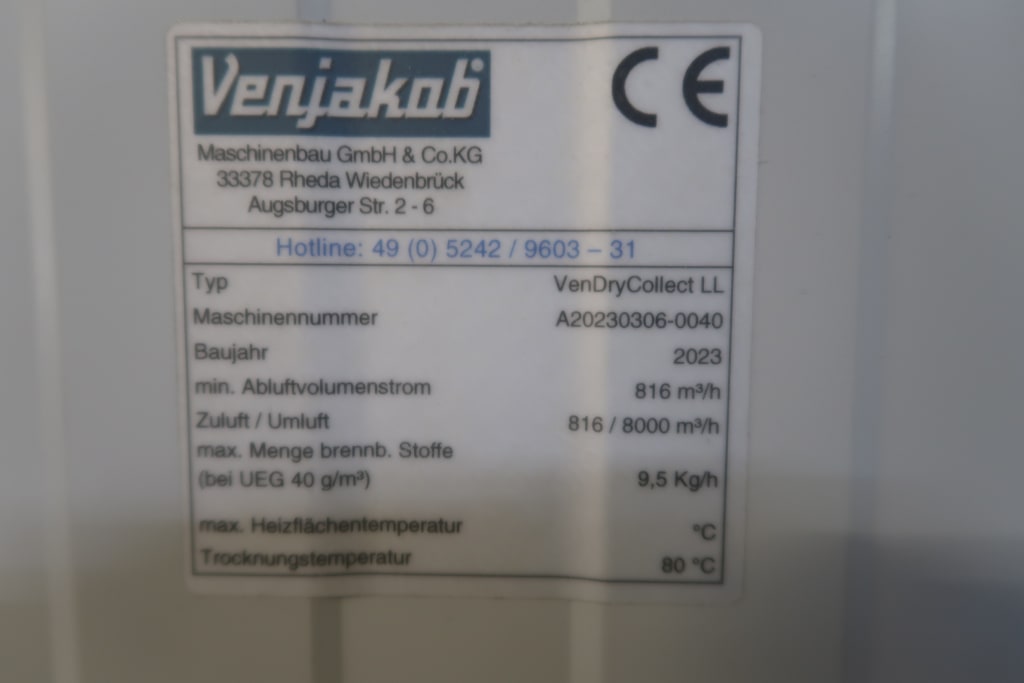 Venjakob
CE
Maschinenbau GmbH & Co.KG
33378 Rheda Wiedenbrück
Augsburger Str. 2 - 6
Hotline: 49 (0) 5242 / 9603 – 31
Typ VenDryCollect LL
Maschinennummer A20230306-0040
Baujahr 2023
min. Abluftvolumenstrom 816 m³/h
Zuluft / Umluft 816 / 8000 m³/h
max. Menge brennb. Stoffe
(bei UEG 40 g/m³) 9,5 Kg/h
max. Heizflächentemperatur °C
Trocknungstemperatur 80 °C